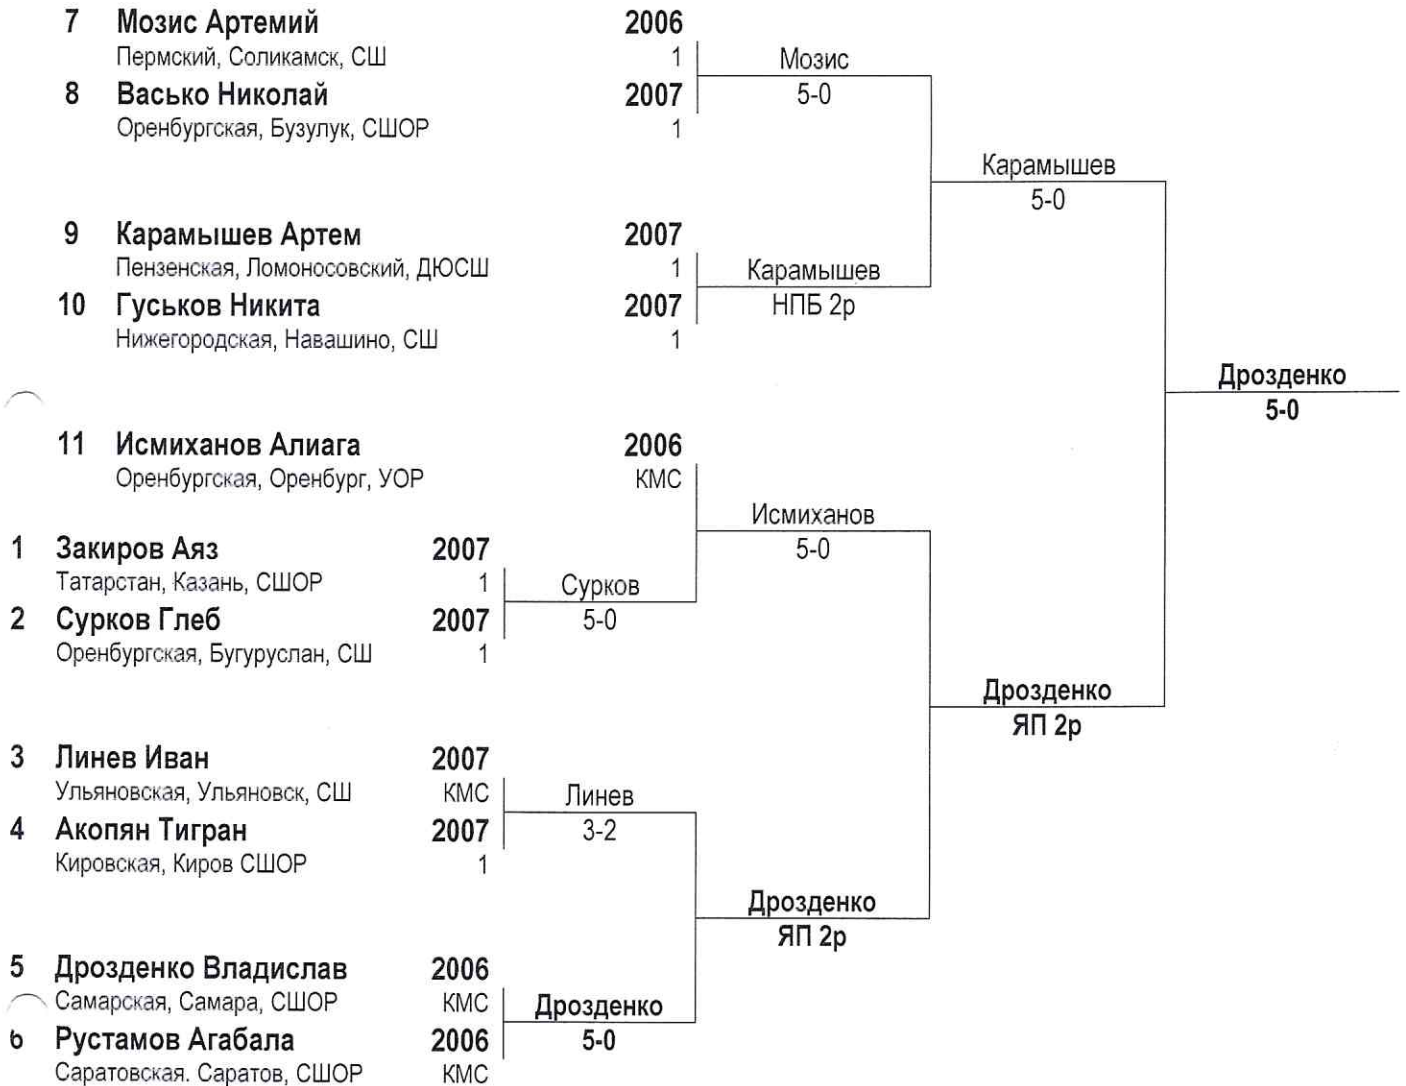 7 Мозис Артемий 2006
Пермский, Соликамск, СШ 1
Мозис
5-0
8 Васько Николай 2007
Оренбургская, Бузулук, СШОР 1
Карамышев
5-0
9 Карамышев Артем 2007
Пензенская, Ломоносовский, ДЮСШ 1
Карамышев
НПБ 2р
10 Гуськов Никита 2007
Нижегородская, Навашино, СШ 1
Дрозденко
5-0
11 Исмиханов Алиага 2006
Оренбургская, Оренбург, УОР КМС
Исмиханов
5-0
1 Закиров Аяз 2007
Татарстан, Казань, СШОР 1
Сурков
5-0
2 Сурков Глеб 2007
Оренбургская, Бугуруслан, СШ 1
Дрозденко
ЯП 2р
3 Линев Иван 2007
Ульяновская, Ульяновск, СШ КМС
Линев
3-2
4 Акопян Тигран 2007
Кировская, Киров СШОР 1
Дрозденко
ЯП 2р
5 Дрозденко Владислав 2006
Самарская, Самара, СШОР КМС
Дрозденко
5-0
6 Рустамов Агабала 2006
Саратовская. Саратов, СШОР КМС